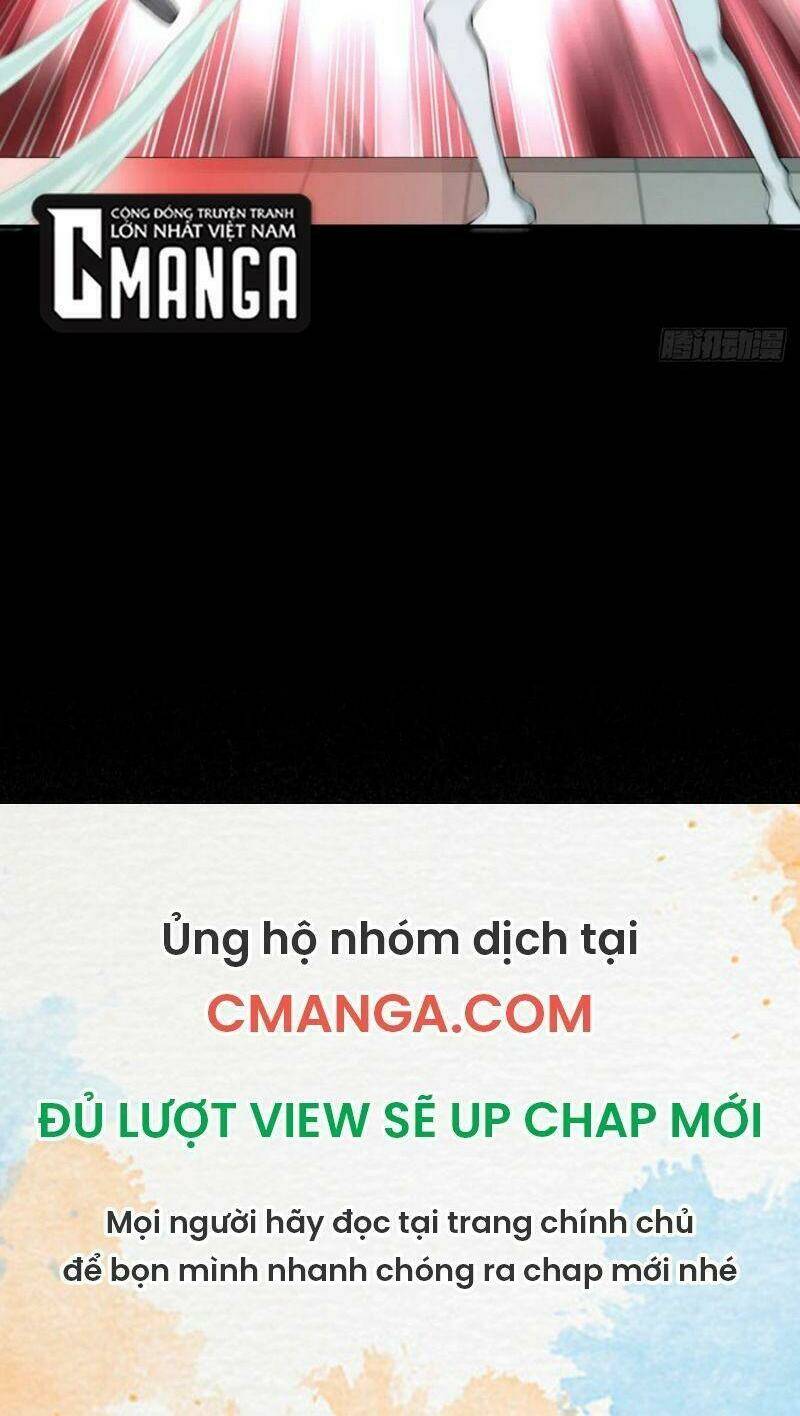 CỘNG ĐỒNG TRUYỆN TRANH
LỚN NHẤT VIỆT NAM
CMANGA
腾讯动漫
Ủng hộ nhóm dịch tại
CMANGA.COM
ĐỦ LƯỢT VIEW SẼ UP CHAP MỚI
Mọi người hãy đọc tại trang chính chủ
để bọn mình nhanh chóng ra chap mới nhé